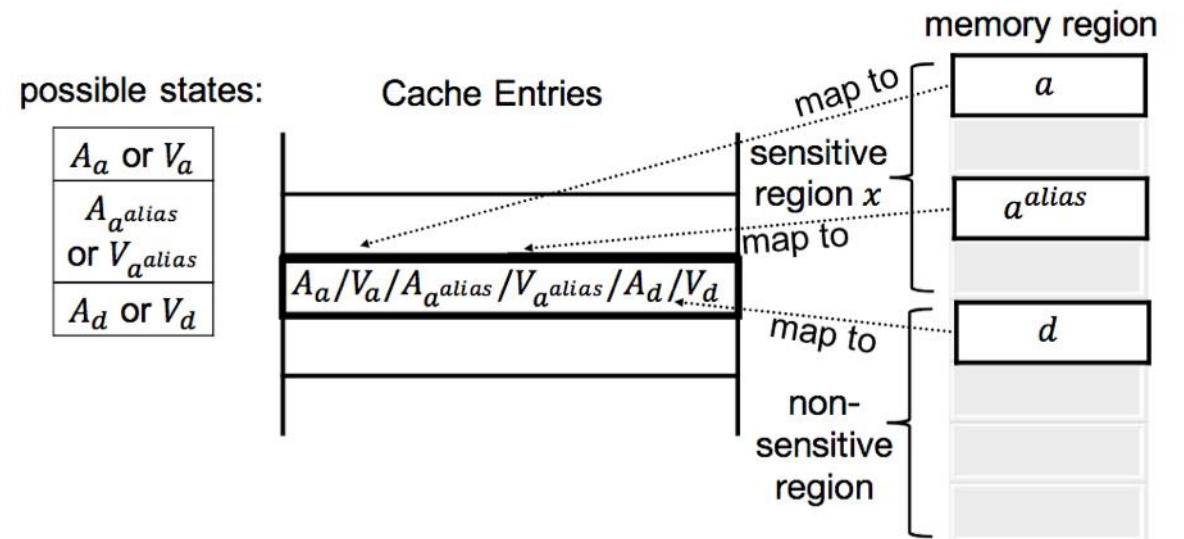 memory region
possible states:
Cache Entries
A_a or V_a
A_{a^{alias}}
or V_{a^{alias}}
A_d or V_d
A_a/V_a/A_{a^{alias}}/V_{a^{alias}}/A_d/V_d
map to
map to
map to
sensitive
region x
non-
sensitive
region
a
a^{alias}
d